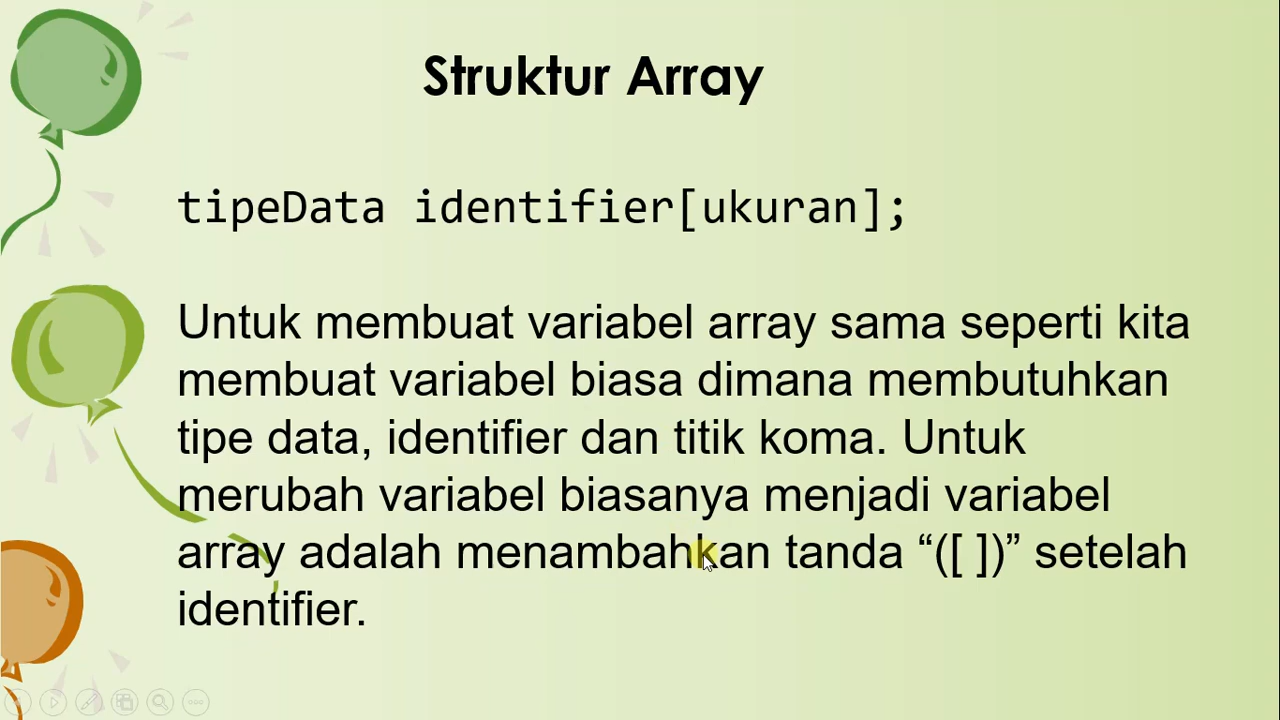 Struktur Array
tipeData identifier[ukuran];
Untuk membuat variabel array sama seperti kita
membuat variabel biasa dimana membutuhkan
tipe data, identifier dan titik koma. Untuk
merubah variabel biasanya menjadi variabel
array adalah menambahkan tanda “([ ])” setelah
identifier.